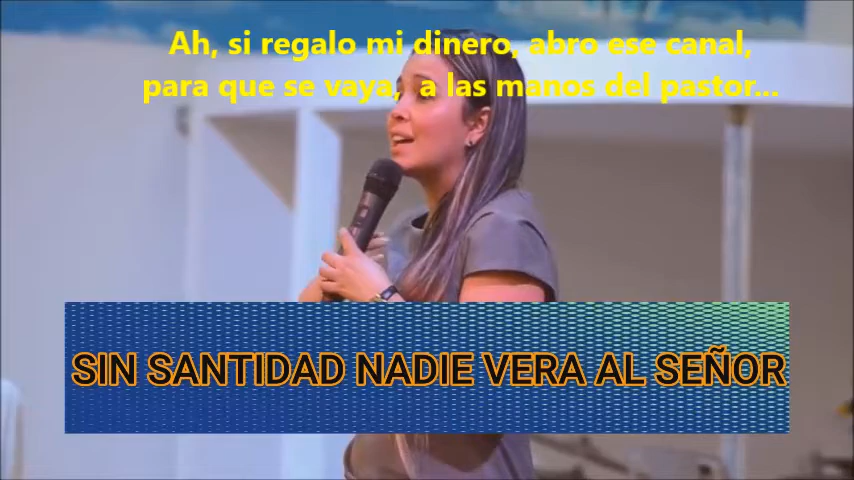 Ah, si regalo mi dinero, abro ese canal,
para que se vaya, a las manos del pastor...
SIN SANTIDAD NADIE VERA AL SEÑOR